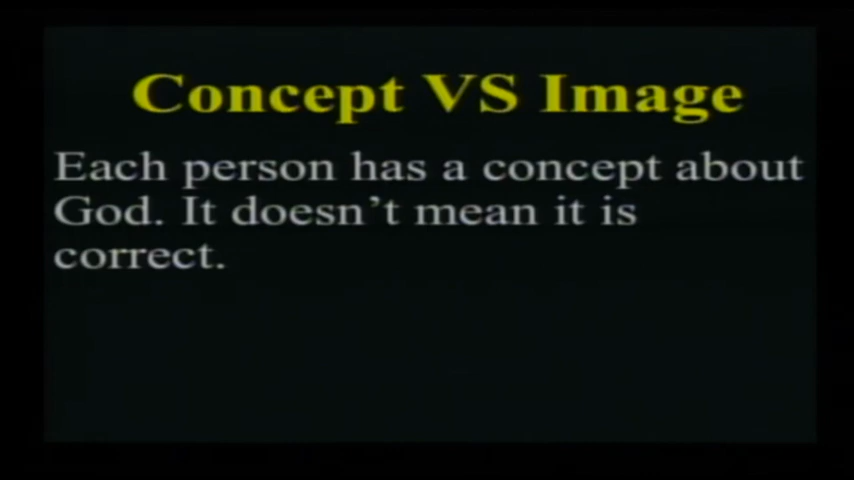 Concept VS Image
Each person has a concept about
God. It doesn't mean it is
correct.